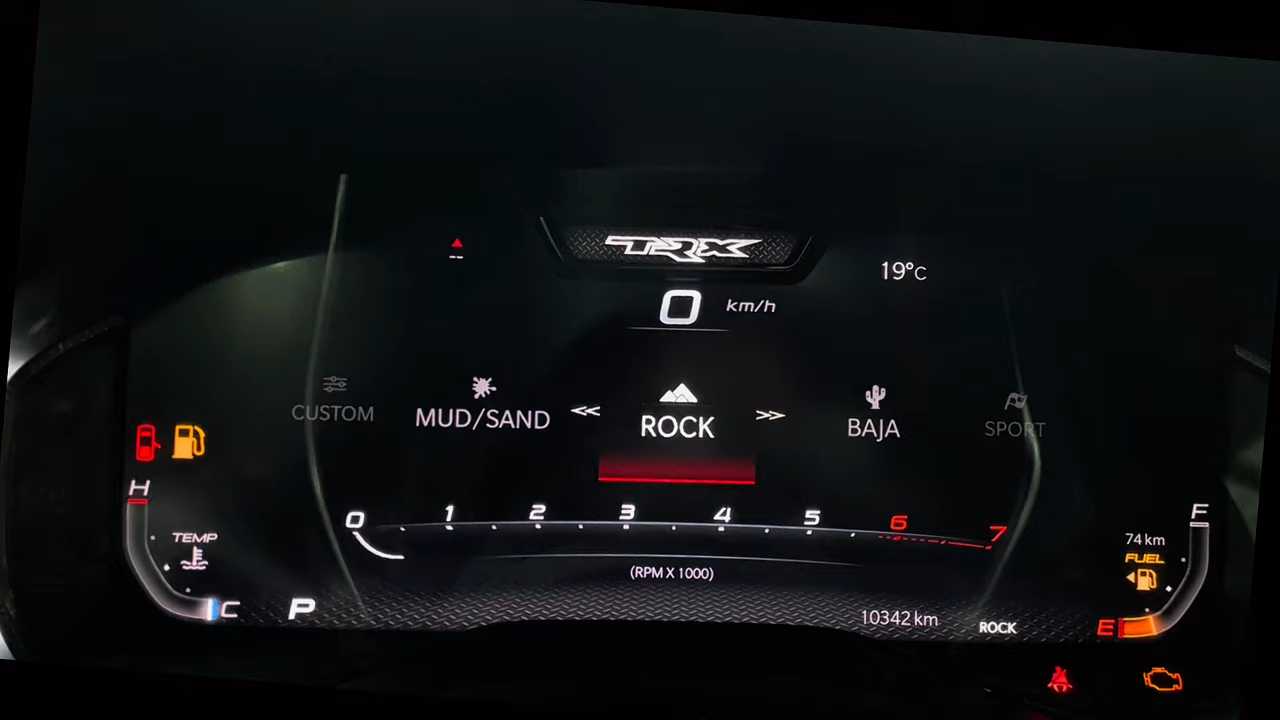 TRX
19°C
0 km/h
--
CUSTOM
MUD/SAND
<<
ROCK
>>
BAJA
SPORT
H
0 1 2 3 4 5 6 7
F
TEMP
74 km
FUEL
(RPM X 1000)
C
P
10342 km
ROCK
E